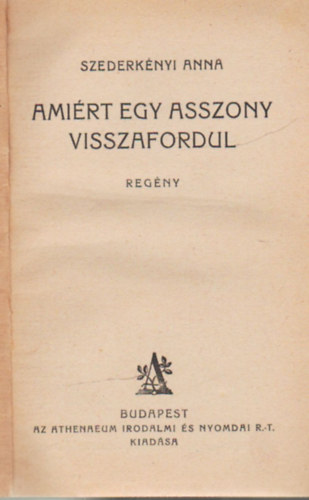 SZEDERKÉNYI ANNA
AMIÉRT EGY ASSZONY
VISSZAFORDUL
REGÉNY
A
BUDAPEST
AZ ATHENAEUM IRODALMI ÉS NYOMDAI R.-T.
KIADÁSA